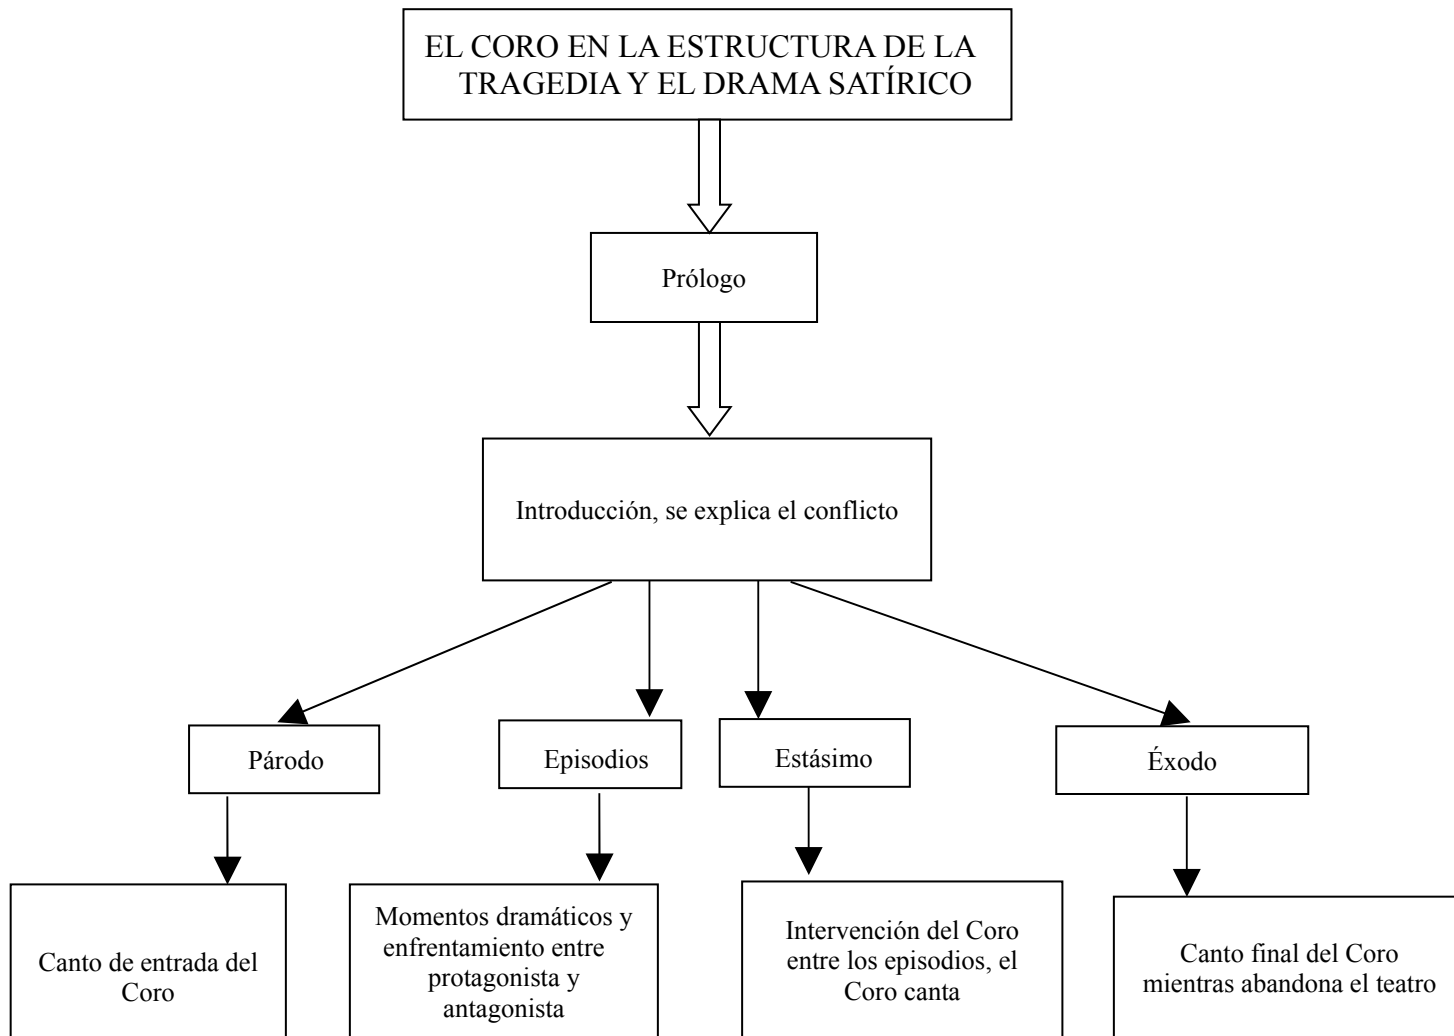 EL CORO EN LA ESTRUCTURA DE LA
TRAGEDIA Y EL DRAMA SATÍRICO
Prólogo
Introducción, se explica el conflicto
Párodo
Episodios
Estásimo
Éxodo
Canto de entrada del
Coro
Momentos dramáticos y
enfrentamiento entre
protagonista y
antagonista
Intervención del Coro
entre los episodios, el
Coro canta
Canto final del Coro
mientras abandona el teatro